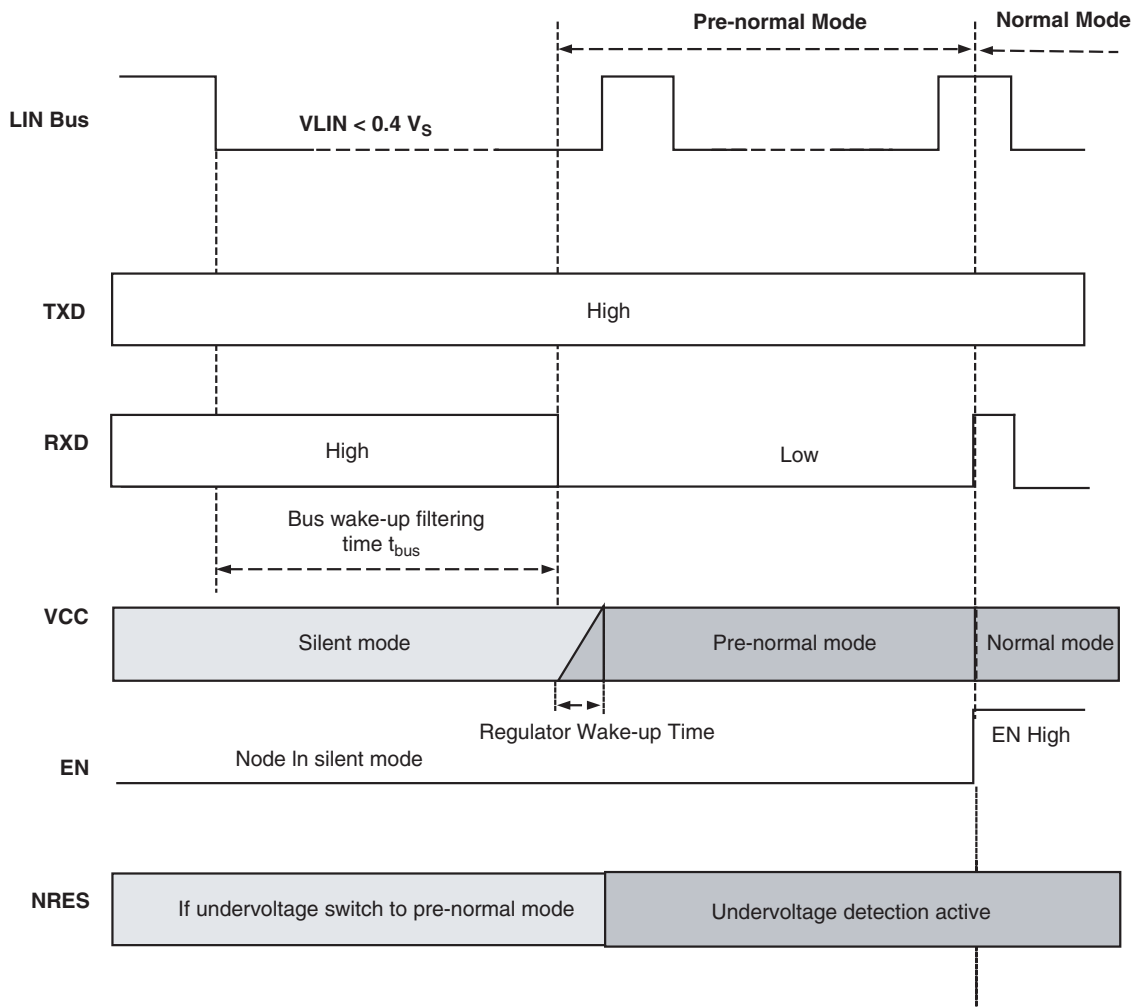 Pre-normal Mode
Normal Mode
LIN Bus
VLIN < 0.4 VS
TXD
High
RXD
High
Low
Bus wake-up filtering
time tbus
VCC
Silent mode
Pre-normal mode
Normal mode
Regulator Wake-up Time
EN High
EN
Node In silent mode
NRES
If undervoltage switch to pre-normal mode
Undervoltage detection active